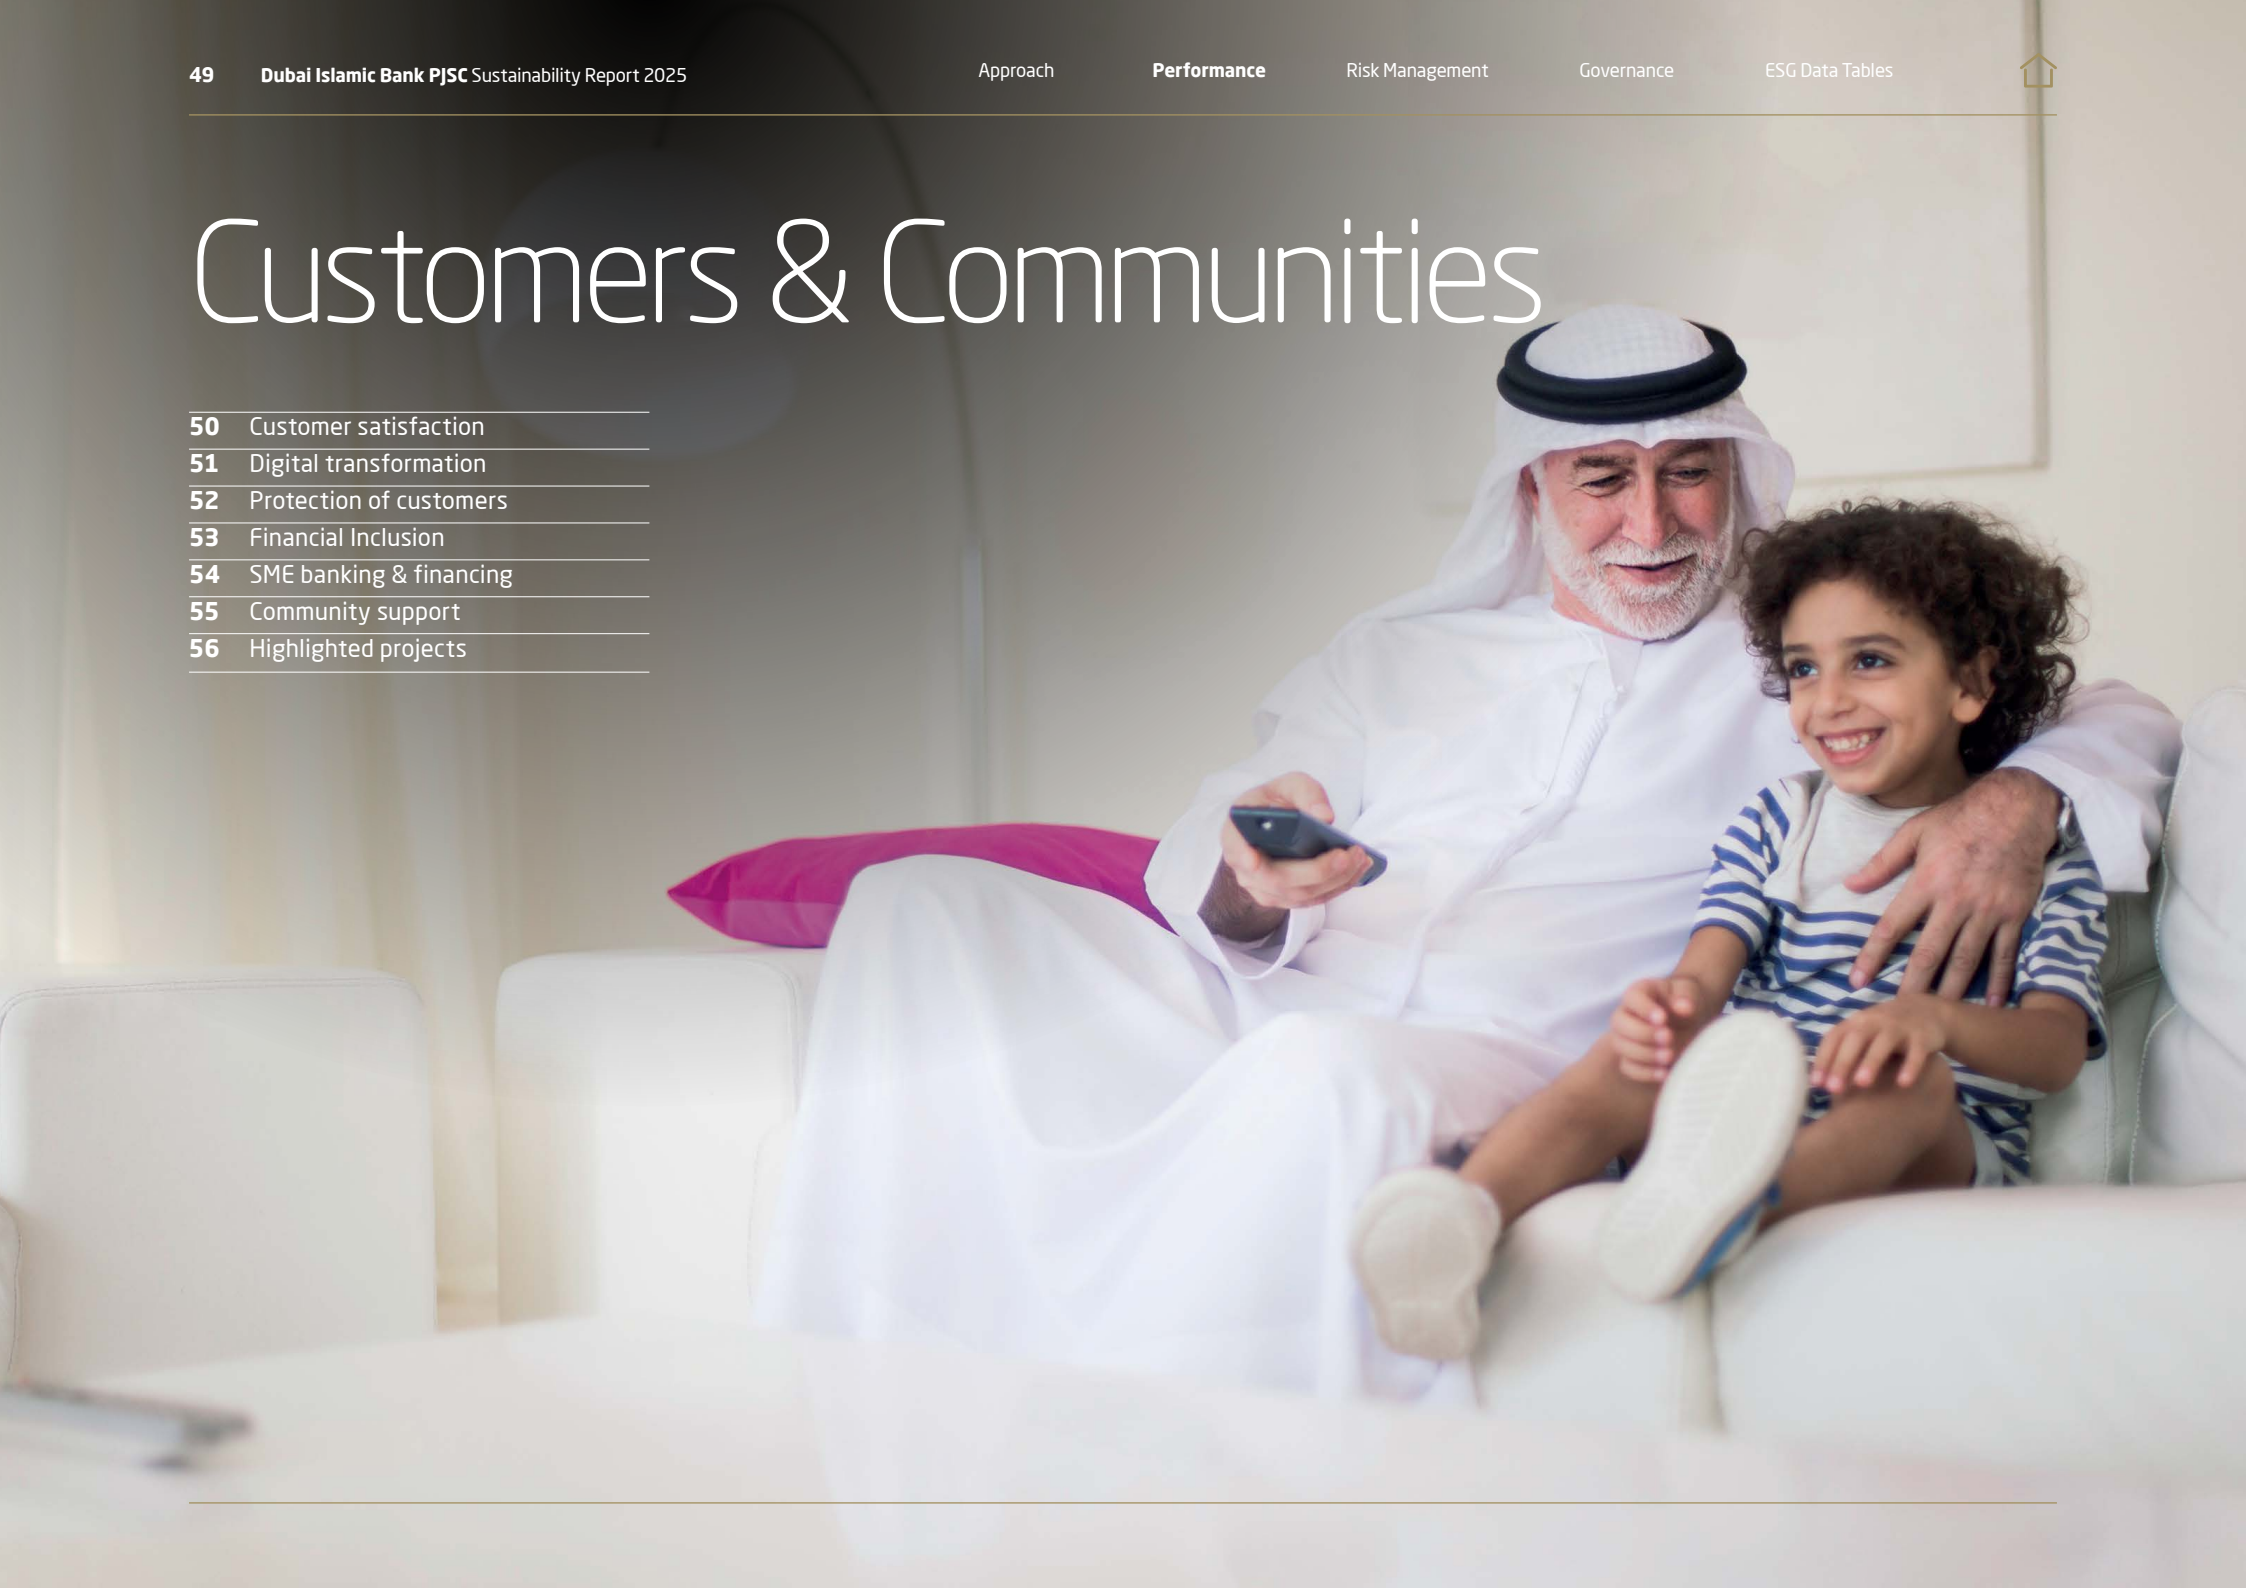 49 Dubai Islamic Bank PJSC Sustainability Report 2025
Approach Performance Risk Management Governance ESG Data Tables
Customers & Communities
50 Customer satisfaction
51 Digital transformation
52 Protection of customers
53 Financial Inclusion
54 SME banking & financing
55 Community support
56 Highlighted projects